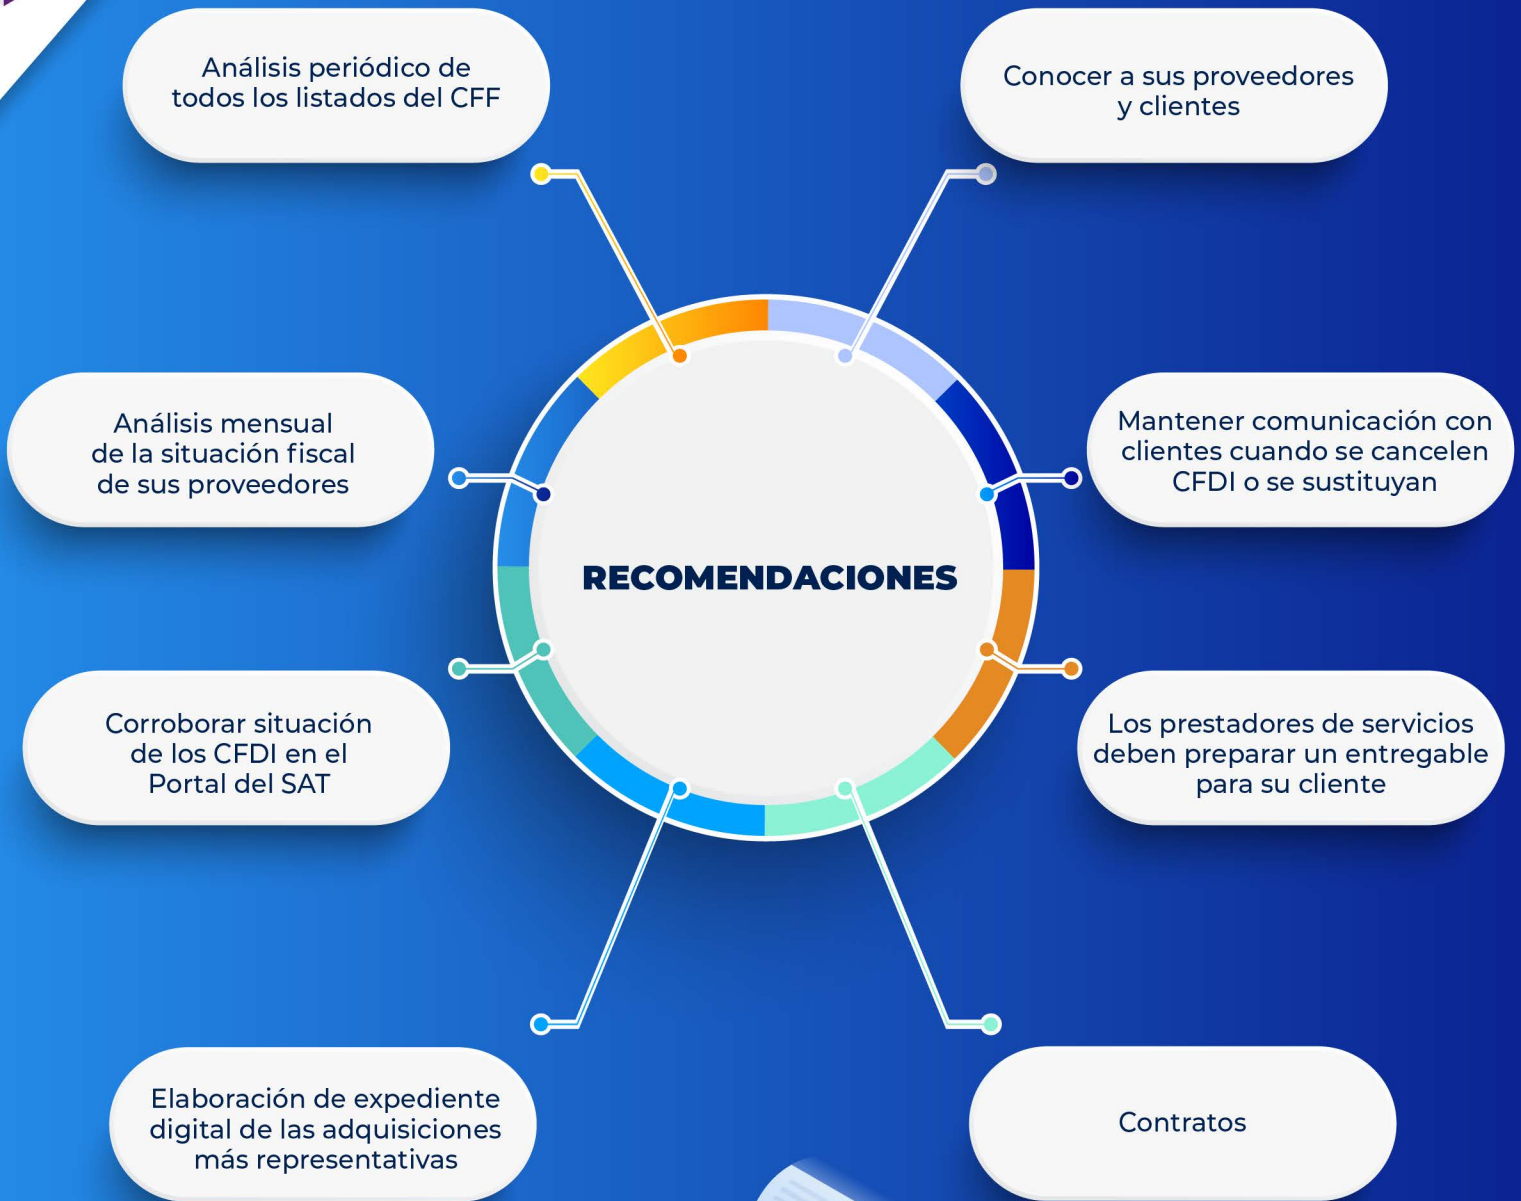 Análisis periódico de
todos los listados del CFF
Conocer a sus proveedores
y clientes
Análisis mensual
de la situación fiscal
de sus proveedores
Mantener comunicación con
clientes cuando se cancelen
CFDI o se sustituyan
RECOMENDACIONES
Corroborar situación
de los CFDI en el
Portal del SAT
Los prestadores de servicios
deben preparar un entregable
para su cliente
Elaboración de expediente
digital de las adquisiciones
más representativas
Contratos